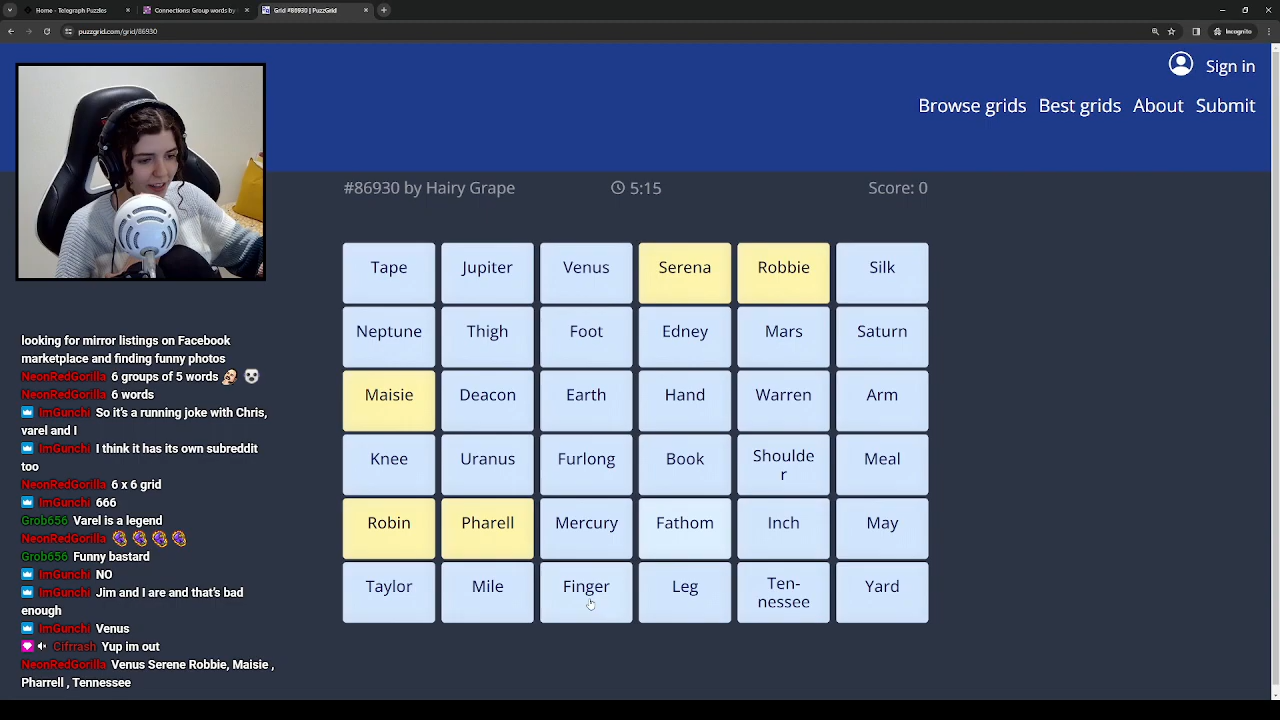 Home - Telegraph Puzzles
Connections: Group words by
Grid #86930 | PuzzGrid
puzzgrid.com/grid/86930
Incognito
Sign in
Browse grids Best grids About Submit
#86930 by Hairy Grape 5:15 Score: 0
Tape Jupiter Venus Serena Robbie Silk
Neptune Thigh Foot Edney Mars Saturn
Maisie Deacon Earth Hand Warren Arm
Knee Uranus Furlong Book Shoulde
r Meal
Robin Pharell Mercury Fathom Inch May
Taylor Mile Finger Leg Ten-
nessee Yard
looking for mirror listings on Facebook
marketplace and finding funny photos
NeonRedGorilla 6 groups of 5 words
NeonRedGorilla 6 words
ImGunchi So it's a running joke with Chris,
varel and I
ImGunchi I think it has its own subreddit
too
NeonRedGorilla 6 x 6 grid
ImGunchi 666
Grob656 Varel is a legend
NeonRedGorilla
Grob656 Funny bastard
ImGunchi NO
ImGunchi Jim and I are and that's bad
enough
ImGunchi Venus
Cifrrash Yup im out
NeonRedGorilla Venus Serene Robbie, Maisie ,
Pharrell , Tennessee